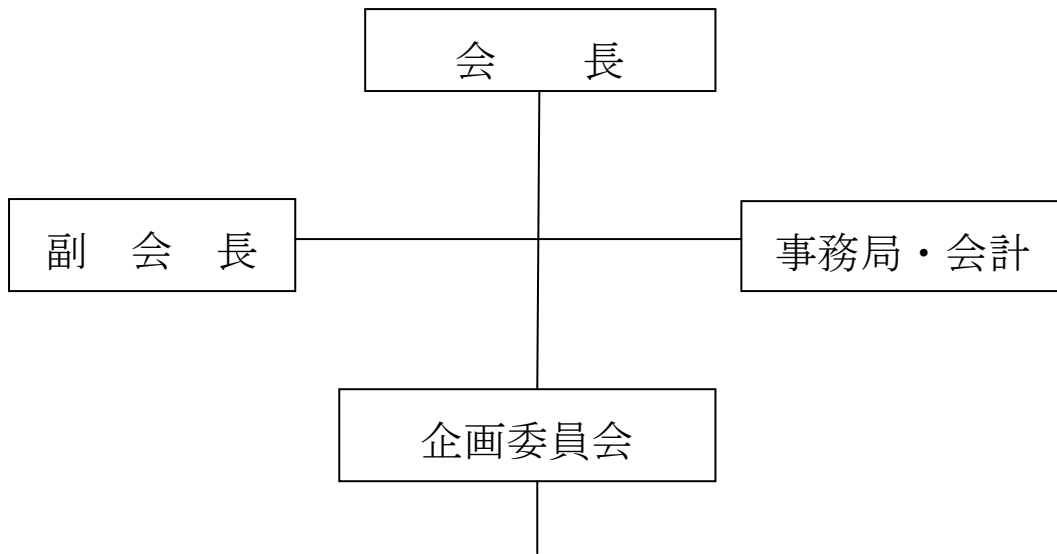 会　　長
副　会　長
事務局・会計
企画委員会